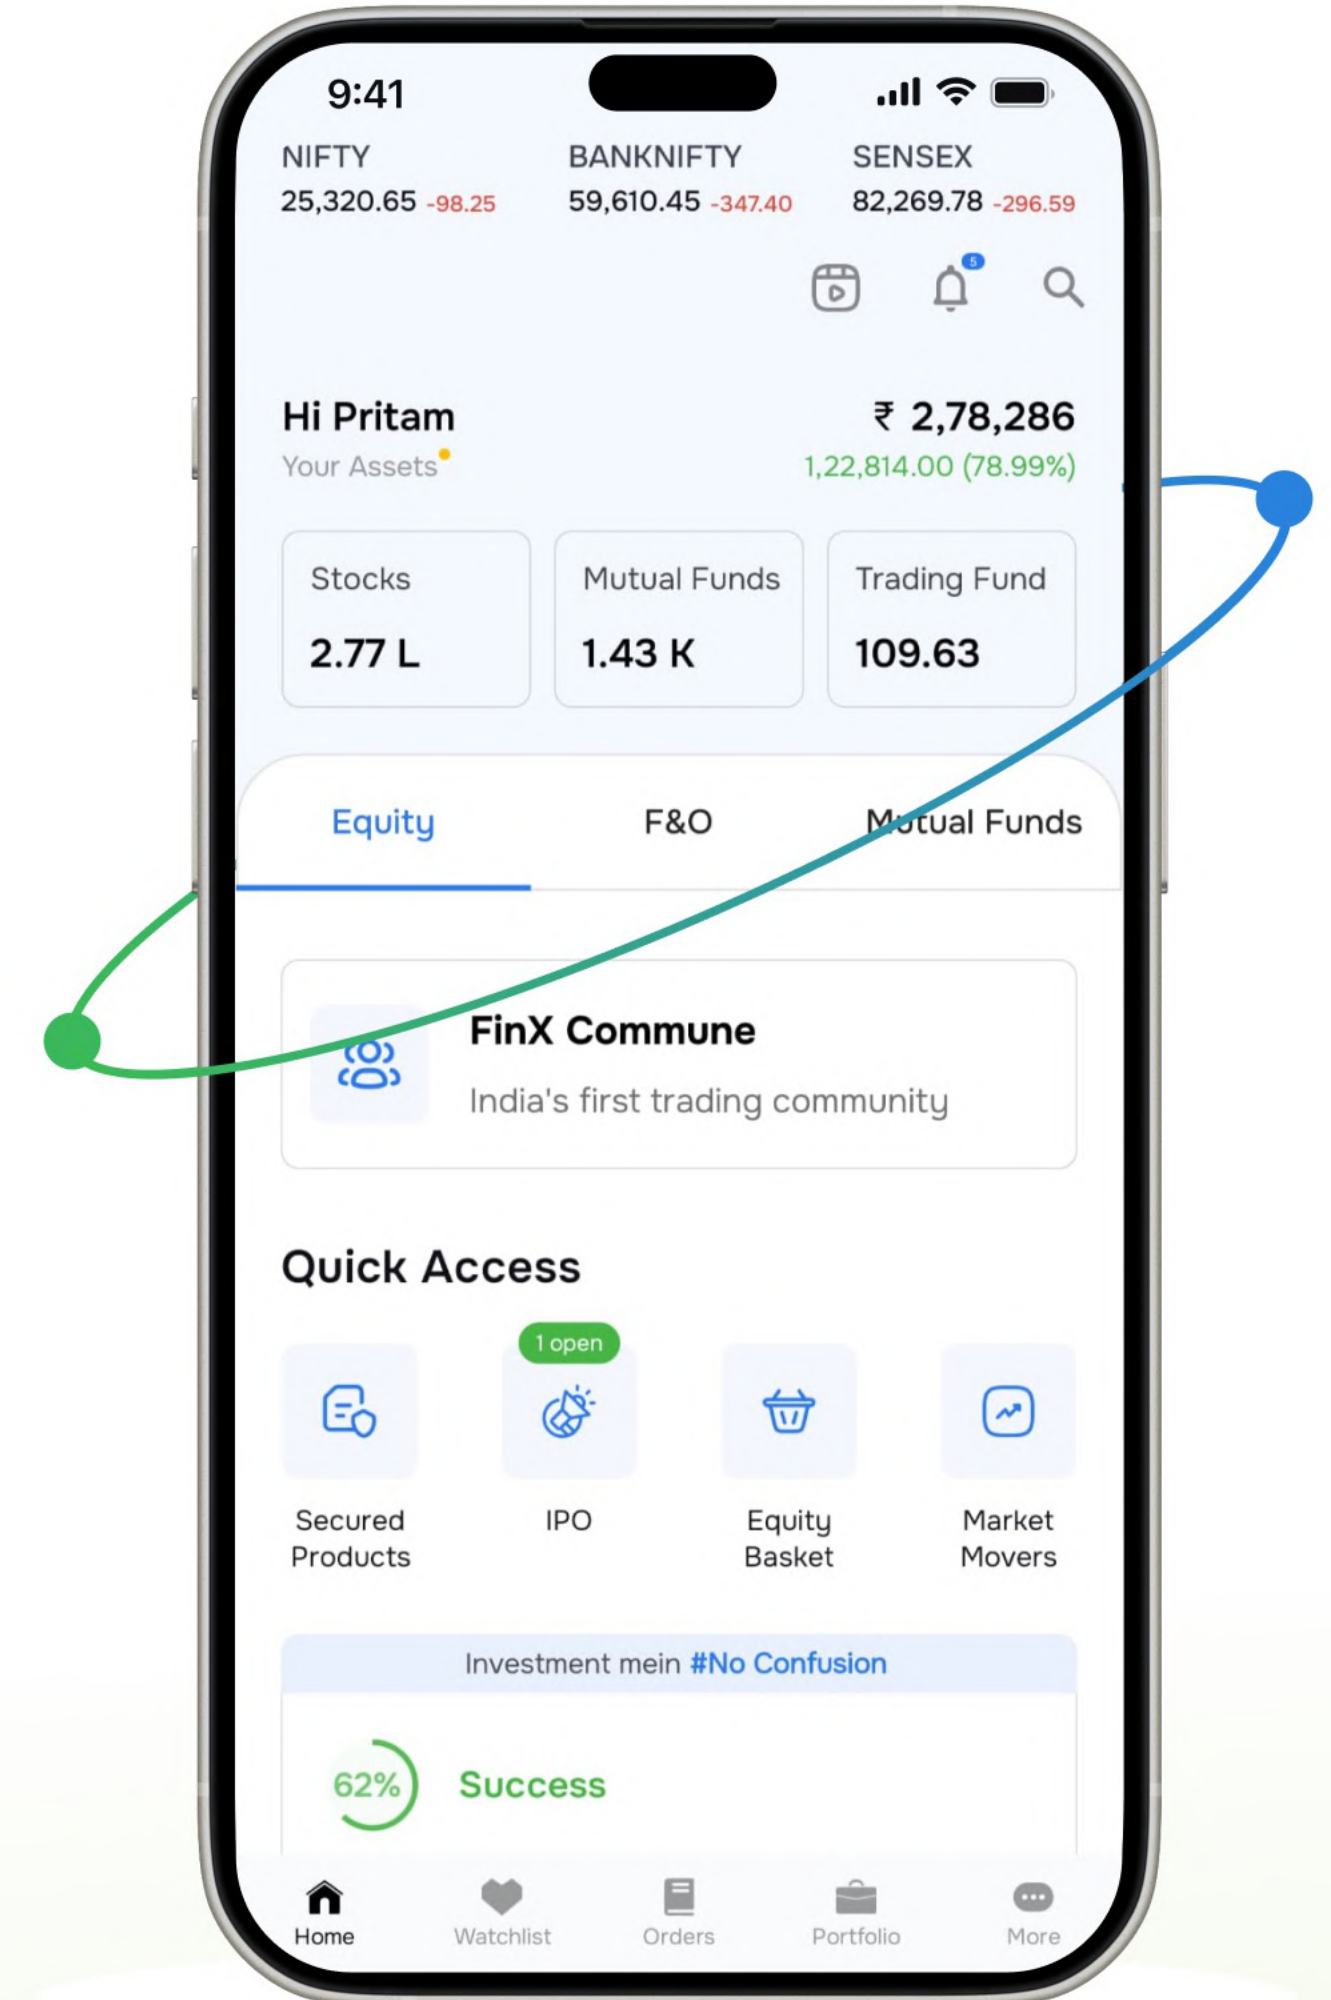 9:41
NIFTY BANKNIFTY SENSEX
25,320.65 -98.25 59,610.45 -347.40 82,269.78 -296.59
5
Hi Pritam ₹ 2,78,286
Your Assets 1,22,814.00 (78.99%)
Stocks Mutual Funds Trading Fund
2.77 L 1.43 K 109.63
Equity F&O Mutual Funds
FinX Commune
India's first trading community
Quick Access
1 open
Secured IPO Equity Market
Products Basket Movers
Investment mein #No Confusion
62% Success
Home Watchlist Orders Portfolio More